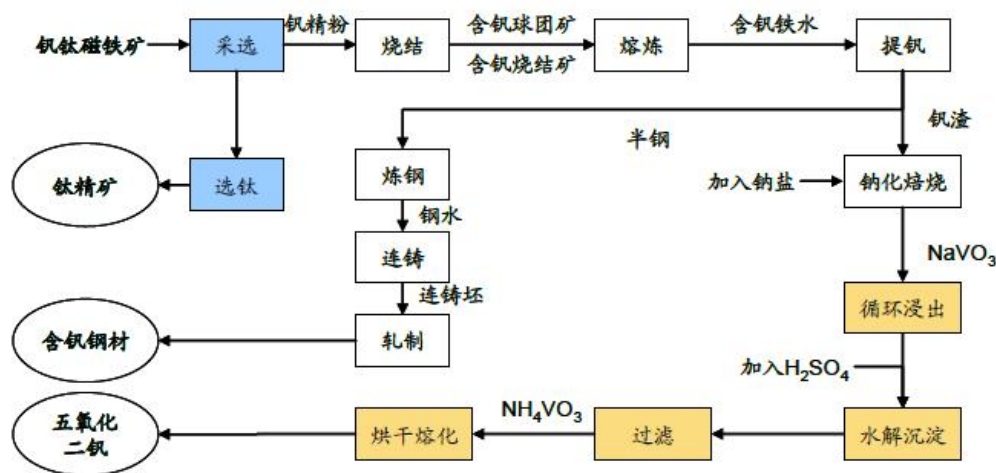 钒钛磁铁矿
采选
钒精粉
烧结
含钒球团矿
含钒烧结矿
熔炼
含钒铁水
提钒
半钢
钒渣
钛精矿
选钛
炼钢
加入钠盐
钠化焙烧
钢水
连铸
NaVO₃
连铸坯
循环浸出
含钒钢材
轧制
加入H₂SO₄
五氧化
二钒
烘干熔化
NH₄VO₃
过滤
水解沉淀